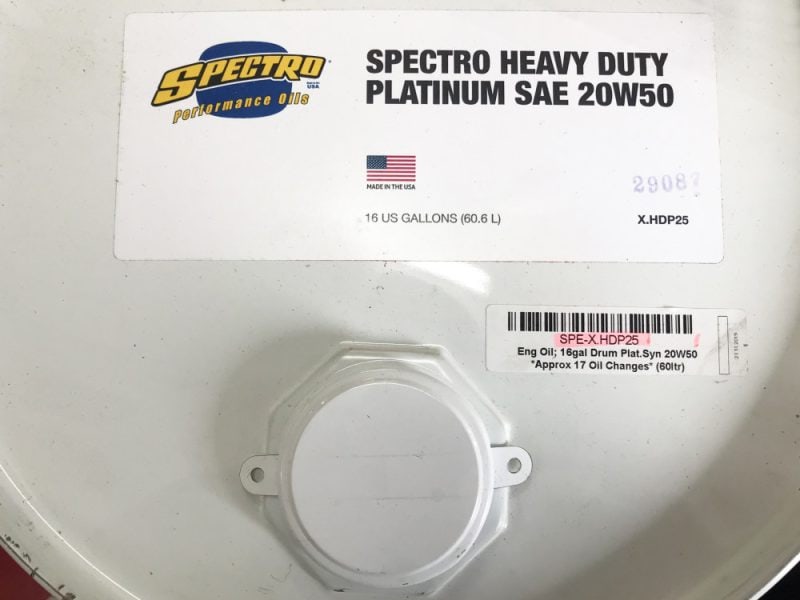 SPECTRO
MADE IN THE
USA
Performance Oils
SPECTRO HEAVY DUTY
PLATINUM SAE 20W50
MADE IN THE USA
29087
16 US GALLONS (60.6 L)
X.HDP25
SPE-X.HDP25
Eng Oil; 16gal Drum Plat.Syn 20W50
*Approx 17 Oil Changes* (60ltr)